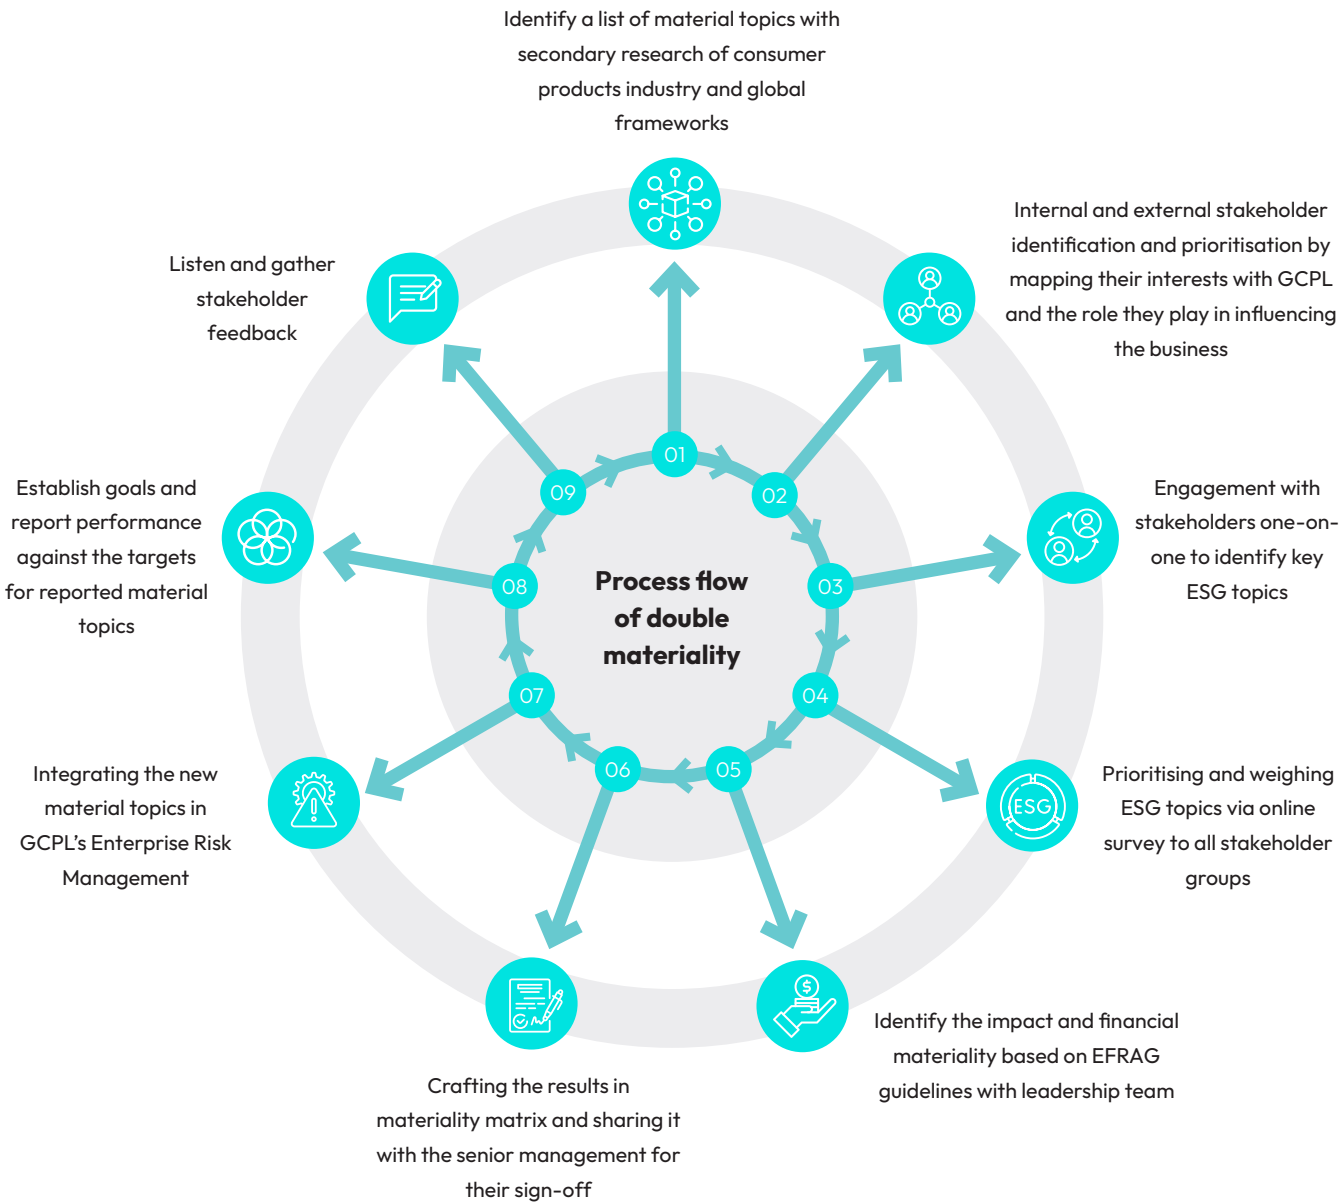 Identify a list of material topics with
secondary research of consumer
products industry and global
frameworks
Internal and external stakeholder
identification and prioritisation by
mapping their interests with GCPL
and the role they play in influencing
the business
Listen and gather
stakeholder
feedback
01
02
03
04
05
06
07
08
09
Process flow
of double
materiality
Engagement with
stakeholders one-on-
one to identify key
ESG topics
Establish goals and
report performance
against the targets
for reported material
topics
ESG
Prioritising and weighing
ESG topics via online
survey to all stakeholder
groups
Integrating the new
material topics in
GCPL's Enterprise Risk
Management
$
Identify the impact and financial
materiality based on EFRAG
guidelines with leadership team
Crafting the results in
materiality matrix and sharing it
with the senior management for
their sign-off